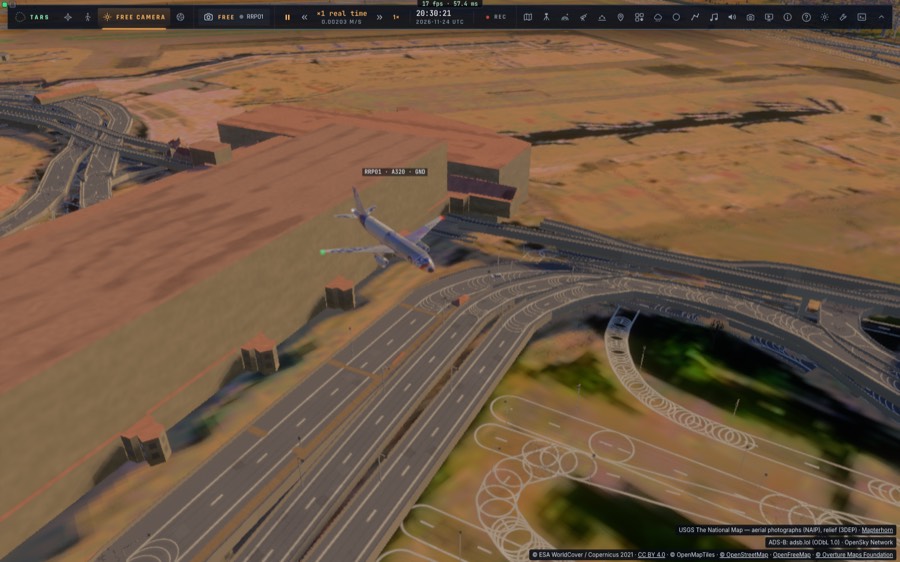 17 fps · 57.4 ms
TARS
FREE CAMERA
FREE
RRP01
×1 real time
0.00203 M/S
1×
20:30:21
2026-11-24 UTC
REC
RRP01 · A320 · GND
USGS The National Map — aerial photographs (NAIP), relief (3DEP) · Mapterhorn
ADS-B: adsb.lol (ODbL 1.0) · OpenSky Network
© ESA WorldCover / Copernicus 2021 · CC BY 4.0 · © OpenMapTiles · © OpenStreetMap · OpenFreeMap · © Overture Maps Foundation